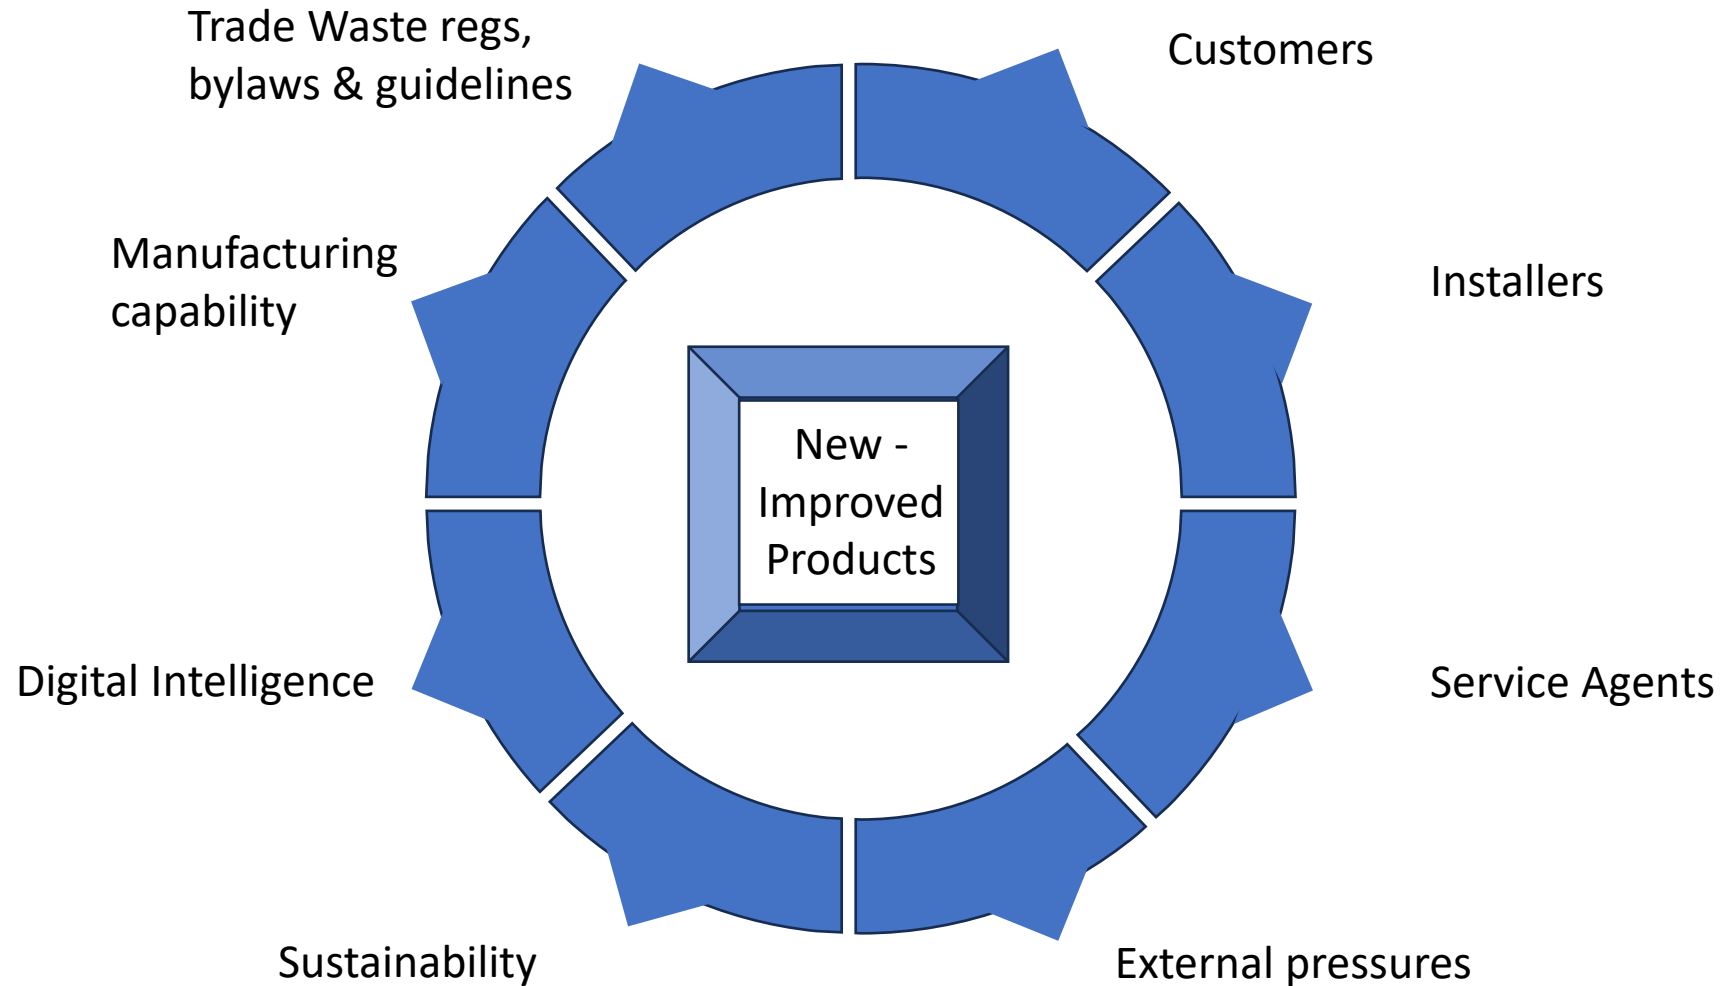 Trade Waste regs,
bylaws & guidelines
Customers
Manufacturing
capability
Installers
New -
Improved
Products
Digital Intelligence
Service Agents
Sustainability
External pressures